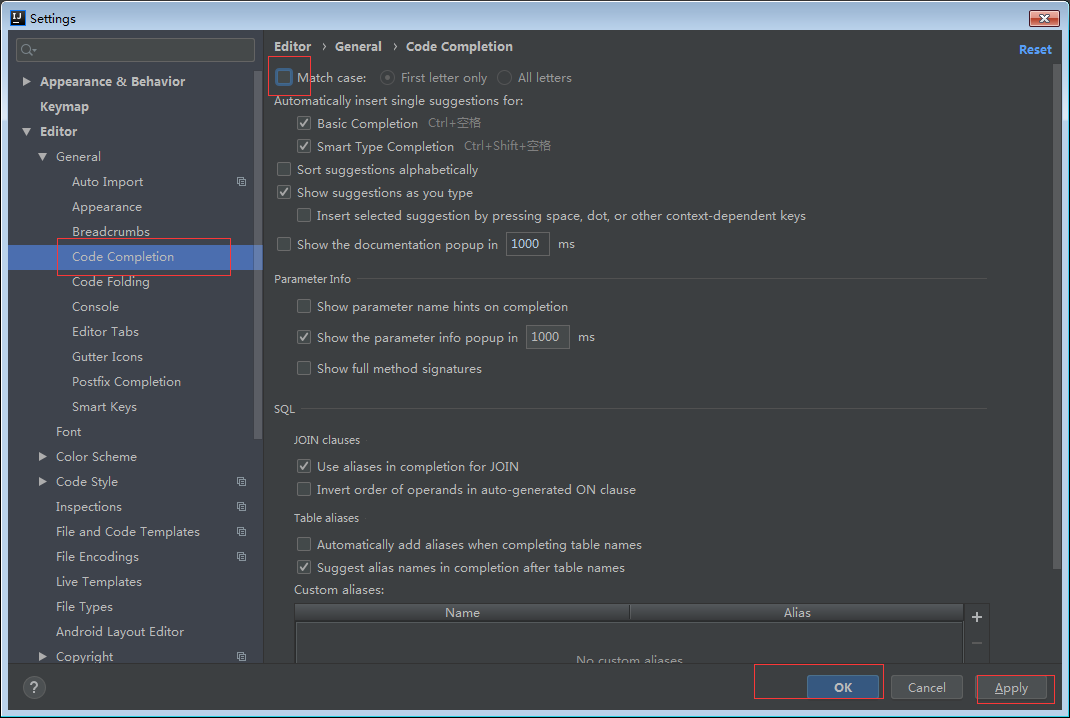 IJ Settings
Editor › General › Code Completion
Reset
Appearance & Behavior
Keymap
Editor
General
Auto Import
Appearance
Breadcrumbs
Code Completion
Code Folding
Console
Editor Tabs
Gutter Icons
Postfix Completion
Smart Keys
Font
Color Scheme
Code Style
Inspections
File and Code Templates
File Encodings
Live Templates
File Types
Android Layout Editor
Copyright
Match case: First letter only All letters
Automatically insert single suggestions for:
Basic Completion Ctrl+空格
Smart Type Completion Ctrl+Shift+空格
Sort suggestions alphabetically
Show suggestions as you type
Insert selected suggestion by pressing space, dot, or other context-dependent keys
Show the documentation popup in 1000 ms
Parameter Info
Show parameter name hints on completion
Show the parameter info popup in 1000 ms
Show full method signatures
SQL
JOIN clauses
Use aliases in completion for JOIN
Invert order of operands in auto-generated ON clause
Table aliases
Automatically add aliases when completing table names
Suggest alias names in completion after table names
Custom aliases:
Name Alias
No custom aliases
? OK Cancel Apply